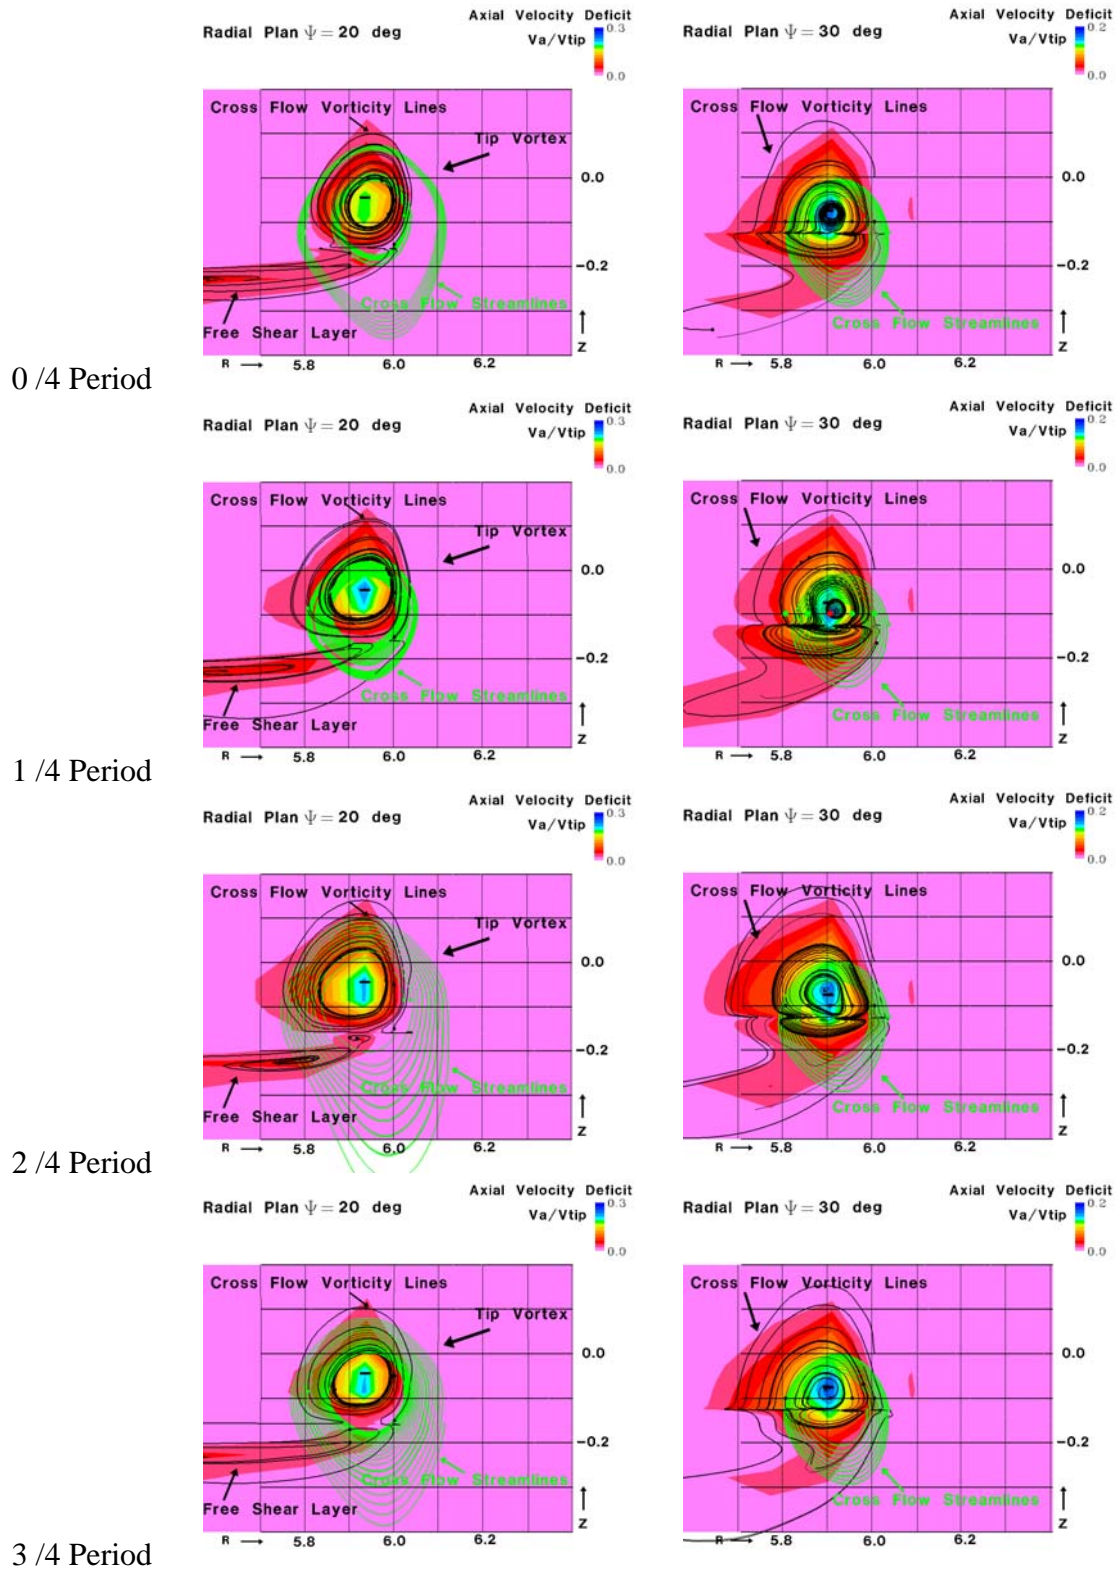 Axial Velocity Deficit
Radial Plan Ψ = 20 deg
Va/Vtip
0.3
0.0
Cross Flow Vorticity Lines
Tip Vortex
0.0
-0.2
Cross Flow Streamlines
Free Shear Layer
Z
R → 5.8 6.0 6.2
Axial Velocity Deficit
Radial Plan Ψ = 30 deg
Va/Vtip
0.2
0.0
Cross Flow Vorticity Lines
0.0
-0.2
Cross Flow Streamlines
Z
R → 5.8 6.0 6.2
0 /4 Period
Axial Velocity Deficit
Radial Plan Ψ = 20 deg
Va/Vtip
0.3
0.0
Cross Flow Vorticity Lines
Tip Vortex
0.0
-0.2
Cross Flow Streamlines
Free Shear Layer
Z
R → 5.8 6.0 6.2
Axial Velocity Deficit
Radial Plan Ψ = 30 deg
Va/Vtip
0.2
0.0
Cross Flow Vorticity Lines
0.0
-0.2
Cross Flow Streamlines
Z
R → 5.8 6.0 6.2
1 /4 Period
Axial Velocity Deficit
Radial Plan Ψ = 20 deg
Va/Vtip
0.3
0.0
Cross Flow Vorticity Lines
Tip Vortex
0.0
-0.2
Cross Flow Streamlines
Free Shear Layer
Z
R → 5.8 6.0 6.2
Axial Velocity Deficit
Radial Plan Ψ = 30 deg
Va/Vtip
0.2
0.0
Cross Flow Vorticity Lines
0.0
-0.2
Cross Flow Streamlines
Z
R → 5.8 6.0 6.2
2 /4 Period
Axial Velocity Deficit
Radial Plan Ψ = 20 deg
Va/Vtip
0.3
0.0
Cross Flow Vorticity Lines
Tip Vortex
0.0
-0.2
Cross Flow Streamlines
Free Shear Layer
Z
R → 5.8 6.0 6.2
Axial Velocity Deficit
Radial Plan Ψ = 30 deg
Va/Vtip
0.2
0.0
Cross Flow Vorticity Lines
0.0
-0.2
Cross Flow Streamlines
Z
R → 5.8 6.0 6.2
3 /4 Period